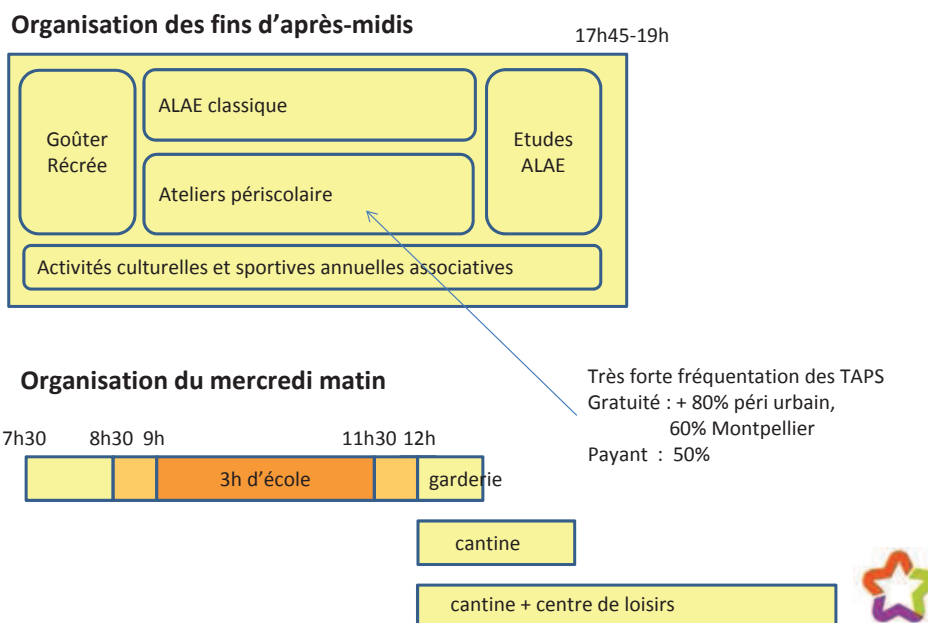 Organisation des fins d'après-midis
17h45-19h
Goûter
Récrée
ALAE classique
Ateliers périscolaire
Etudes
ALAE
Activités culturelles et sportives annuelles associatives
Organisation du mercredi matin
Très forte fréquentation des TAPS
Gratuité : + 80% péri urbain,
60% Montpellier
Payant : 50%
7h30 8h30 9h 11h30 12h
3h d'école garderie
cantine
cantine + centre de loisirs